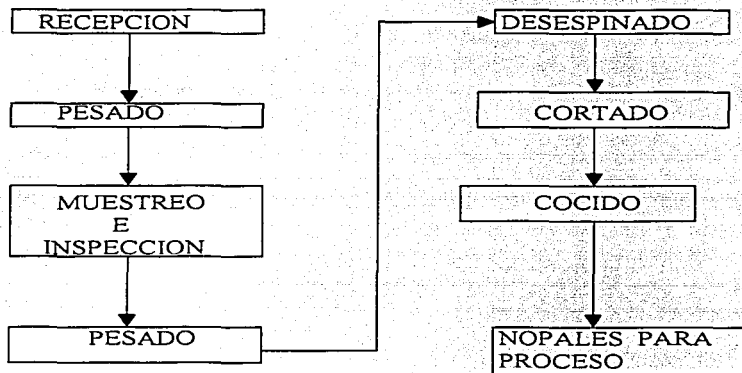 RECEPCION
PESADO
MUESTREO
E
INSPECCION
PESADO
DESESPINADO
CORTADO
COCIDO
NOPALES PARA
PROCESO